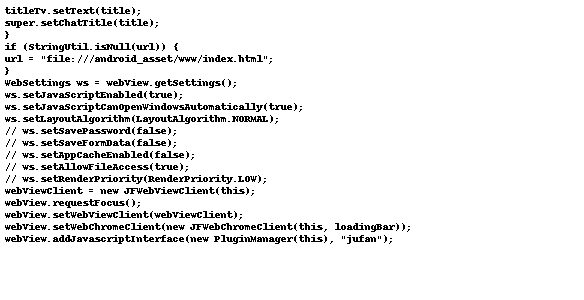 titleTv.setText(title);
super.setChatTitle(title);
}
if (StringUtil.isNull(url)) {
url = "file:///android_asset/www/index.html";
}
WebSettings ws = webView.getSettings();
ws.setJavaScriptEnabled(true);
ws.setJavaScriptCanOpenWindowsAutomatically(true);
ws.setLayoutAlgorithm(LayoutAlgorithm.NORMAL);
// ws.setSavePassword(false);
// ws.setSaveFormData(false);
// ws.setAppCacheEnabled(false);
// ws.setAllowFileAccess(true);
// ws.setRenderPriority(RenderPriority.LOW);
webViewClient = new JFWebViewClient(this);
webView.requestFocus();
webView.setWebViewClient(webViewClient);
webView.setWebChromeClient(new JFWebChromeClient(this, loadingBar));
webView.addJavascriptInterface(new PluginManager(this), "jufan");